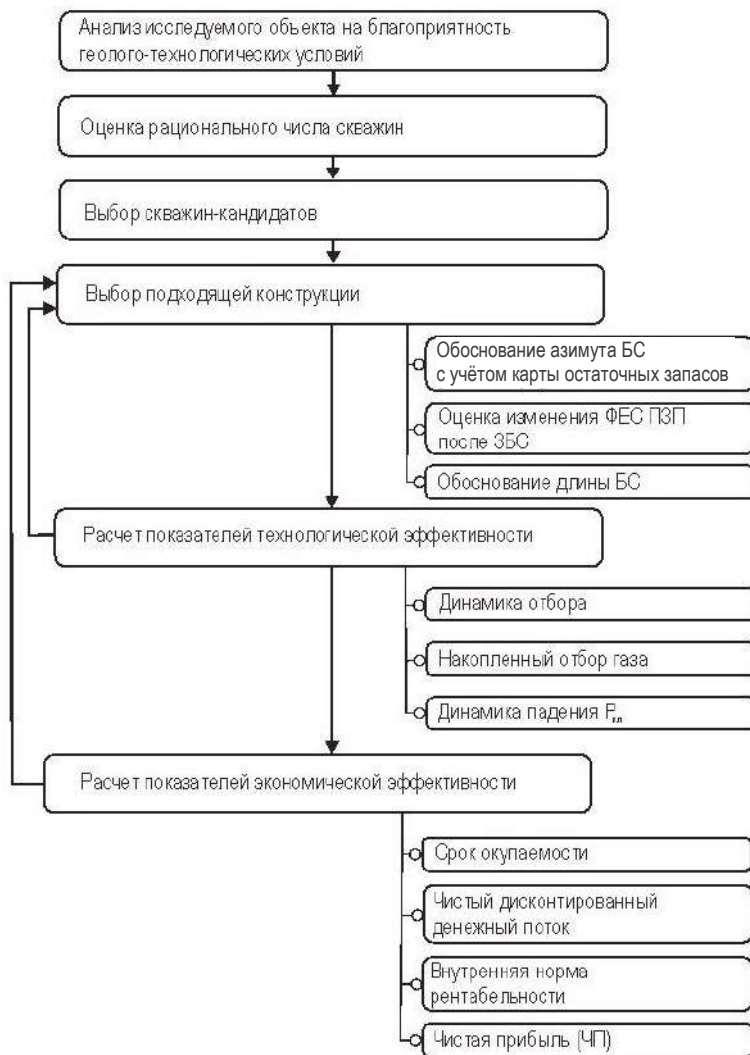 Анализ исследуемого объекта на благоприятность
геолого-технологических условий
Оценка рационального числа скважин
Выбор скважин-кандидатов
Выбор подходящей конструкции
Обоснование азимута БС
с учётом карты остаточных запасов
Оценка изменения ФЕС ПЗП
после ЗБС
Обоснование длины БС
Расчет показателей технологической эффективности
Динамика отбора
Накопленный отбор газа
Динамика падения Рпл
Расчет показателей экономической эффективности
Срок окупаемости
Чистый дисконтированный
денежный поток
Внутренняя норма
рентабельности
Чистая прибыль (ЧП)